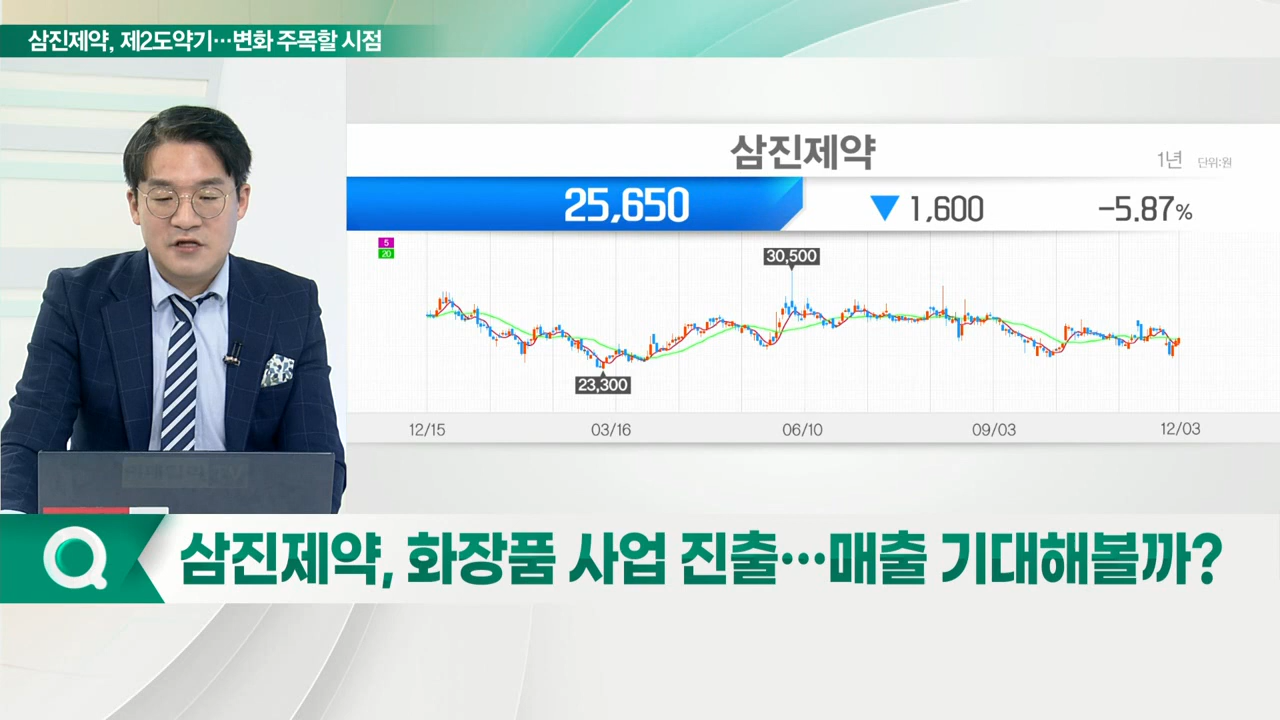 삼진제약, 제2도약기…변화 주목할 시점
삼진제약
1년 단위:원
25,650 ▼ 1,600 -5.87%
5
20
30,500
23,300
12/15 03/16 06/10 09/03 12/03
삼진제약, 화장품 사업 진출…매출 기대해볼까?